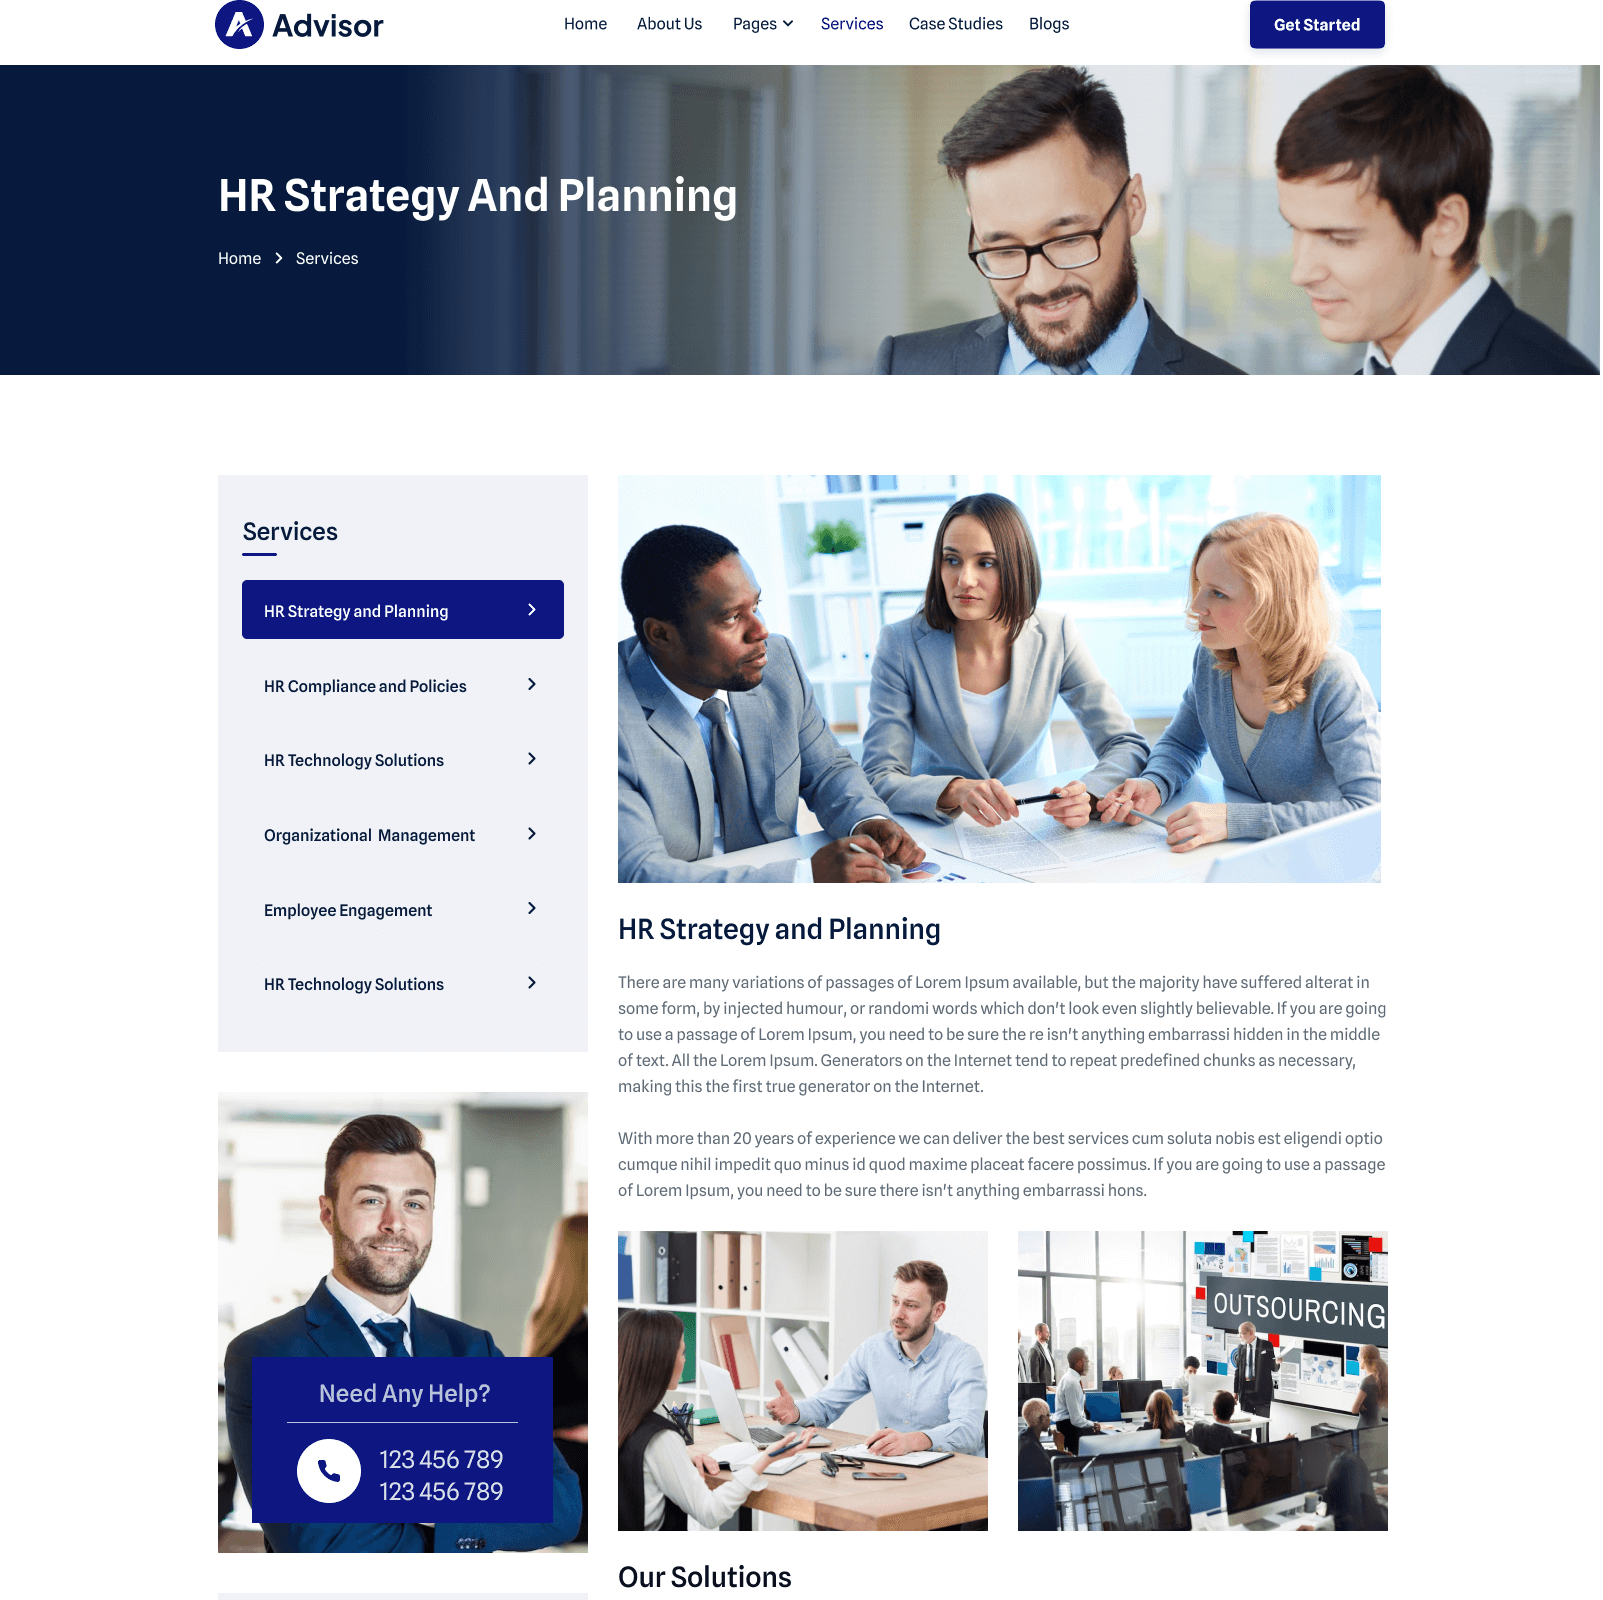 Advisor
Home
About Us
Pages
Services
Case Studies
Blogs
Get Started
HR Strategy And Planning
Home
Services
Services
HR Strategy and Planning
HR Compliance and Policies
HR Technology Solutions
Organizational  Management
Employee Engagement
HR Technology Solutions
Need Any Help?
123 456 789
123 456 789
HR Strategy and Planning
There are many variations of passages of Lorem Ipsum available, but the majority have suffered alterat in
some form, by injected humour, or randomi words which don't look even slightly believable. If you are going
to use a passage of Lorem Ipsum, you need to be sure the re isn't anything embarrassi hidden in the middle
of text. All the Lorem Ipsum. Generators on the Internet tend to repeat predefined chunks as necessary,
making this the first true generator on the Internet.
With more than 20 years of experience we can deliver the best services cum soluta nobis est eligendi optio
cumque nihil impedit quo minus id quod maxime placeat facere possimus. If you are going to use a passage
of Lorem Ipsum, you need to be sure there isn't anything embarrassi hons.
OUTSOURCING
Our Solutions